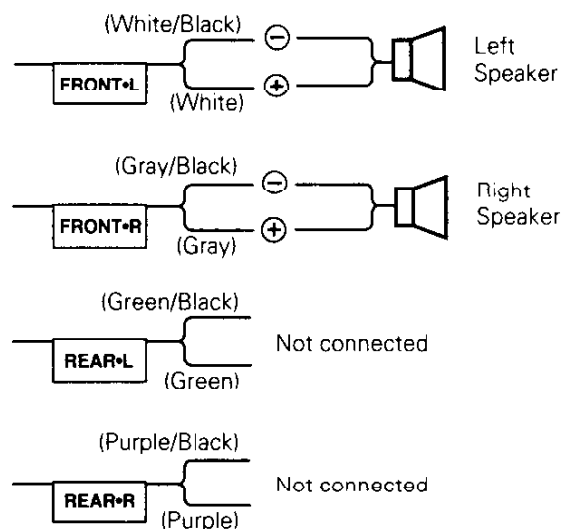 (White/Black)
⊖
Left
Speaker
FRONT•L
(White)
⊕
(Gray/Black)
⊖
Right
Speaker
FRONT•R
(Gray)
⊕
(Green/Black)
REAR•L
Not connected
(Green)
(Purple/Black)
REAR•R
Not connected
(Purple)